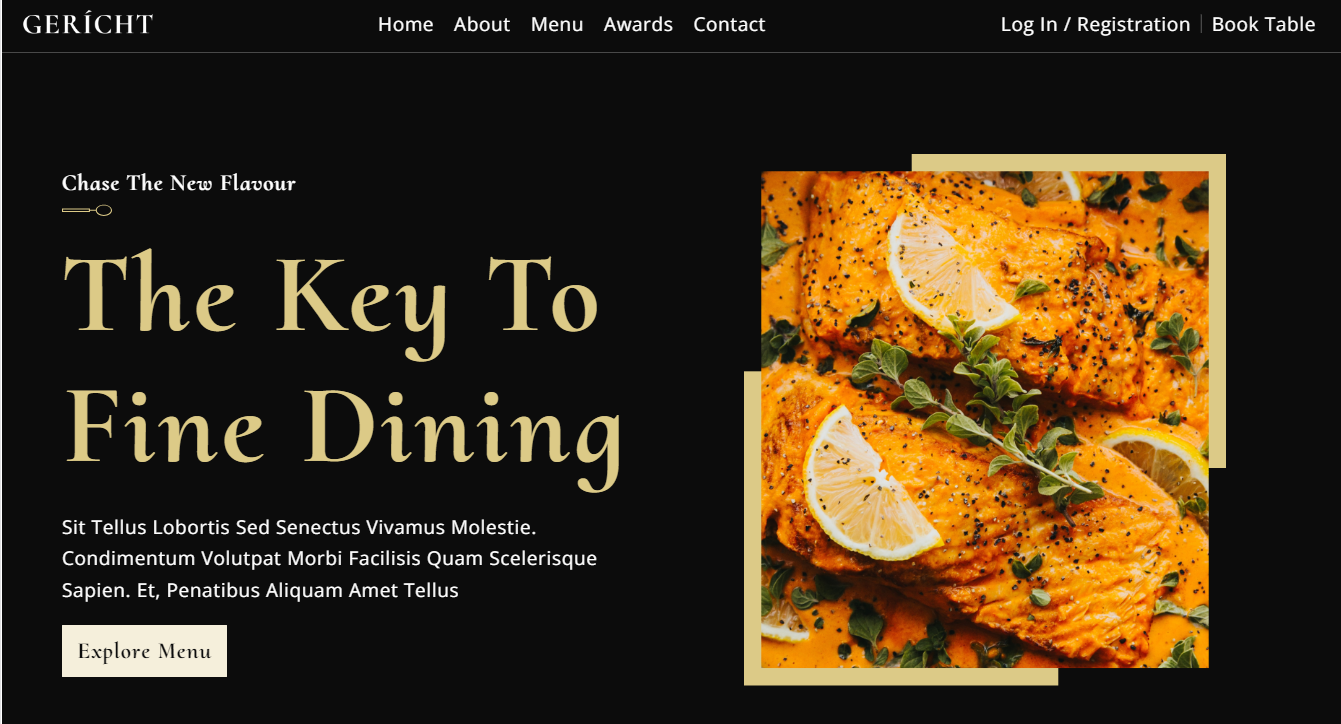 GERÍCHT
Home About Menu Awards Contact
Log In / Registration | Book Table
Chase The New Flavour
The Key To
Fine Dining
Sit Tellus Lobortis Sed Senectus Vivamus Molestie.
Condimentum Volutpat Morbi Facilisis Quam Scelerisque
Sapien. Et, Penatibus Aliquam Amet Tellus
Explore Menu